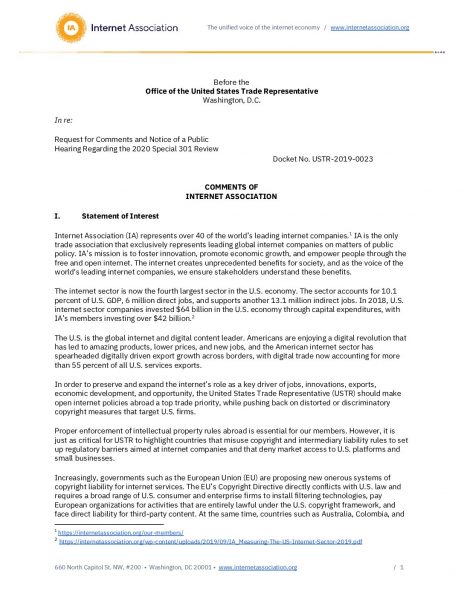 IA Internet Association
The unified voice of the internet economy / www.internetassociation.org
Before the
Office of the United States Trade Representative
Washington, D.C.
In re:
Request for Comments and Notice of a Public
Hearing Regarding the 2020 Special 301 Review
Docket No. USTR-2019-0023
COMMENTS OF
INTERNET ASSOCIATION
I. Statement of Interest
Internet Association (IA) represents over 40 of the world's leading internet companies.1 IA is the only
trade association that exclusively represents leading global internet companies on matters of public
policy. IA's mission is to foster innovation, promote economic growth, and empower people through the
free and open internet. The internet creates unprecedented benefits for society, and as the voice of the
world's leading internet companies, we ensure stakeholders understand these benefits.
The internet sector is now the fourth largest sector in the U.S. economy. The sector accounts for 10.1
percent of U.S. GDP, 6 million direct jobs, and supports another 13.1 million indirect jobs. In 2018, U.S.
internet sector companies invested $64 billion in the U.S. economy through capital expenditures, with
IA's members investing over $42 billion.2
The U.S. is the global internet and digital content leader. Americans are enjoying a digital revolution that
has led to amazing products, lower prices, and new jobs, and the American internet sector has
spearheaded digitally driven export growth across borders, with digital trade now accounting for more
than 55 percent of all U.S. services exports.
In order to preserve and expand the internet's role as a key driver of jobs, innovations, exports,
economic development, and opportunity, the United States Trade Representative (USTR) should make
open internet policies abroad a top trade priority, while pushing back on distorted or discriminatory
copyright measures that target U.S. firms.
Proper enforcement of intellectual property rules abroad is essential for our members. However, it is
just as critical for USTR to highlight countries that misuse copyright and intermediary liability rules to set
up regulatory barriers aimed at internet companies and that deny market access to U.S. platforms and
small businesses.
Increasingly, governments such as the European Union (EU) are proposing new onerous systems of
copyright liability for internet services. The EU's Copyright Directive directly conflicts with U.S. law and
requires a broad range of U.S. consumer and enterprise firms to install filtering technologies, pay
European organizations for activities that are entirely lawful under the U.S. copyright framework, and
face direct liability for third-party content. At the same time, countries such as Australia, Colombia, and
1 https://internetassociation.org/our-members/
2 https://internetassociation.org/wp-content/uploads/2019/09/IA_Measuring-The-US-Internet-Sector-2019.pdf
660 North Capitol St. NW, #200 • Washington, DC 20001 • www.internetassociation.org / 1